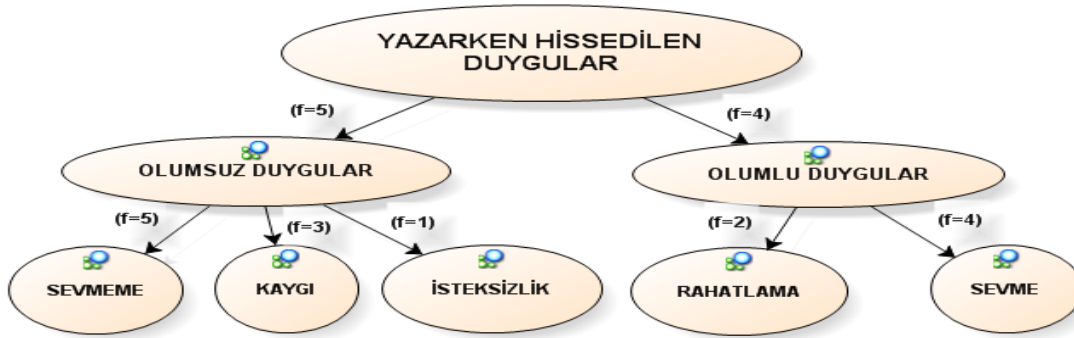 YAZARKEN HİSSEDİLEN
DUYGULAR
(f=5)
(f=4)
OLUMSUZ DUYGULAR
OLUMLU DUYGULAR
(f=5)
(f=3)
(f=1)
(f=2)
(f=4)
SEVMEME
KAYGI
İSTEKSİZLİK
RAHATLAMA
SEVME